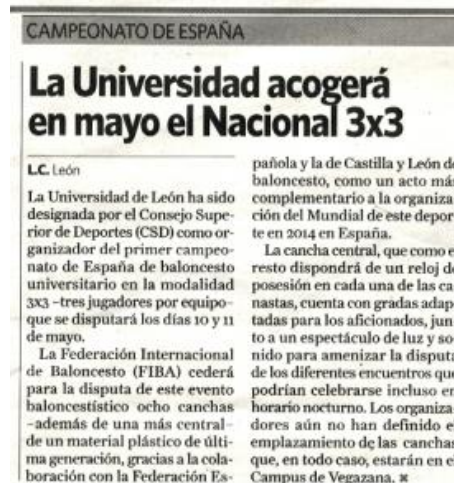 CAMPEONATO DE ESPAÑA
La Universidad acogerá
en mayo el Nacional 3x3
L.C. León
La Universidad de León ha sido
designada por el Consejo Supe-
rior de Deportes (CSD) como or-
ganizador del primer campeo-
nato de España de baloncesto
universitario en la modalidad
3x3 –tres jugadores por equipo–
que se disputará los días 10 y 11
de mayo.
La Federación Internacional
de Baloncesto (FIBA) cederá
para la disputa de este evento
baloncestístico ocho canchas
–además de una más central–
de un material plástico de últi-
ma generación, gracias a la cola-
boración con la Federación Es-
pañola y la de Castilla y León de
baloncesto, como un acto más
complementario a la organiza
ción del Mundial de este depor
te en 2014 en España.
La cancha central, que como e
resto dispondrá de un reloj de
posesión en cada una de las ca
nastas, cuenta con gradas adap
tadas para los aficionados, jun
to a un espectáculo de luz y so
nido para amenizar la disputa
de los diferentes encuentros que
podrían celebrarse incluso en
horario nocturno. Los organiza
dores aún no han definido e
emplazamiento de las canchas
que, en todo caso, estarán en e
Campus de Vegazana.